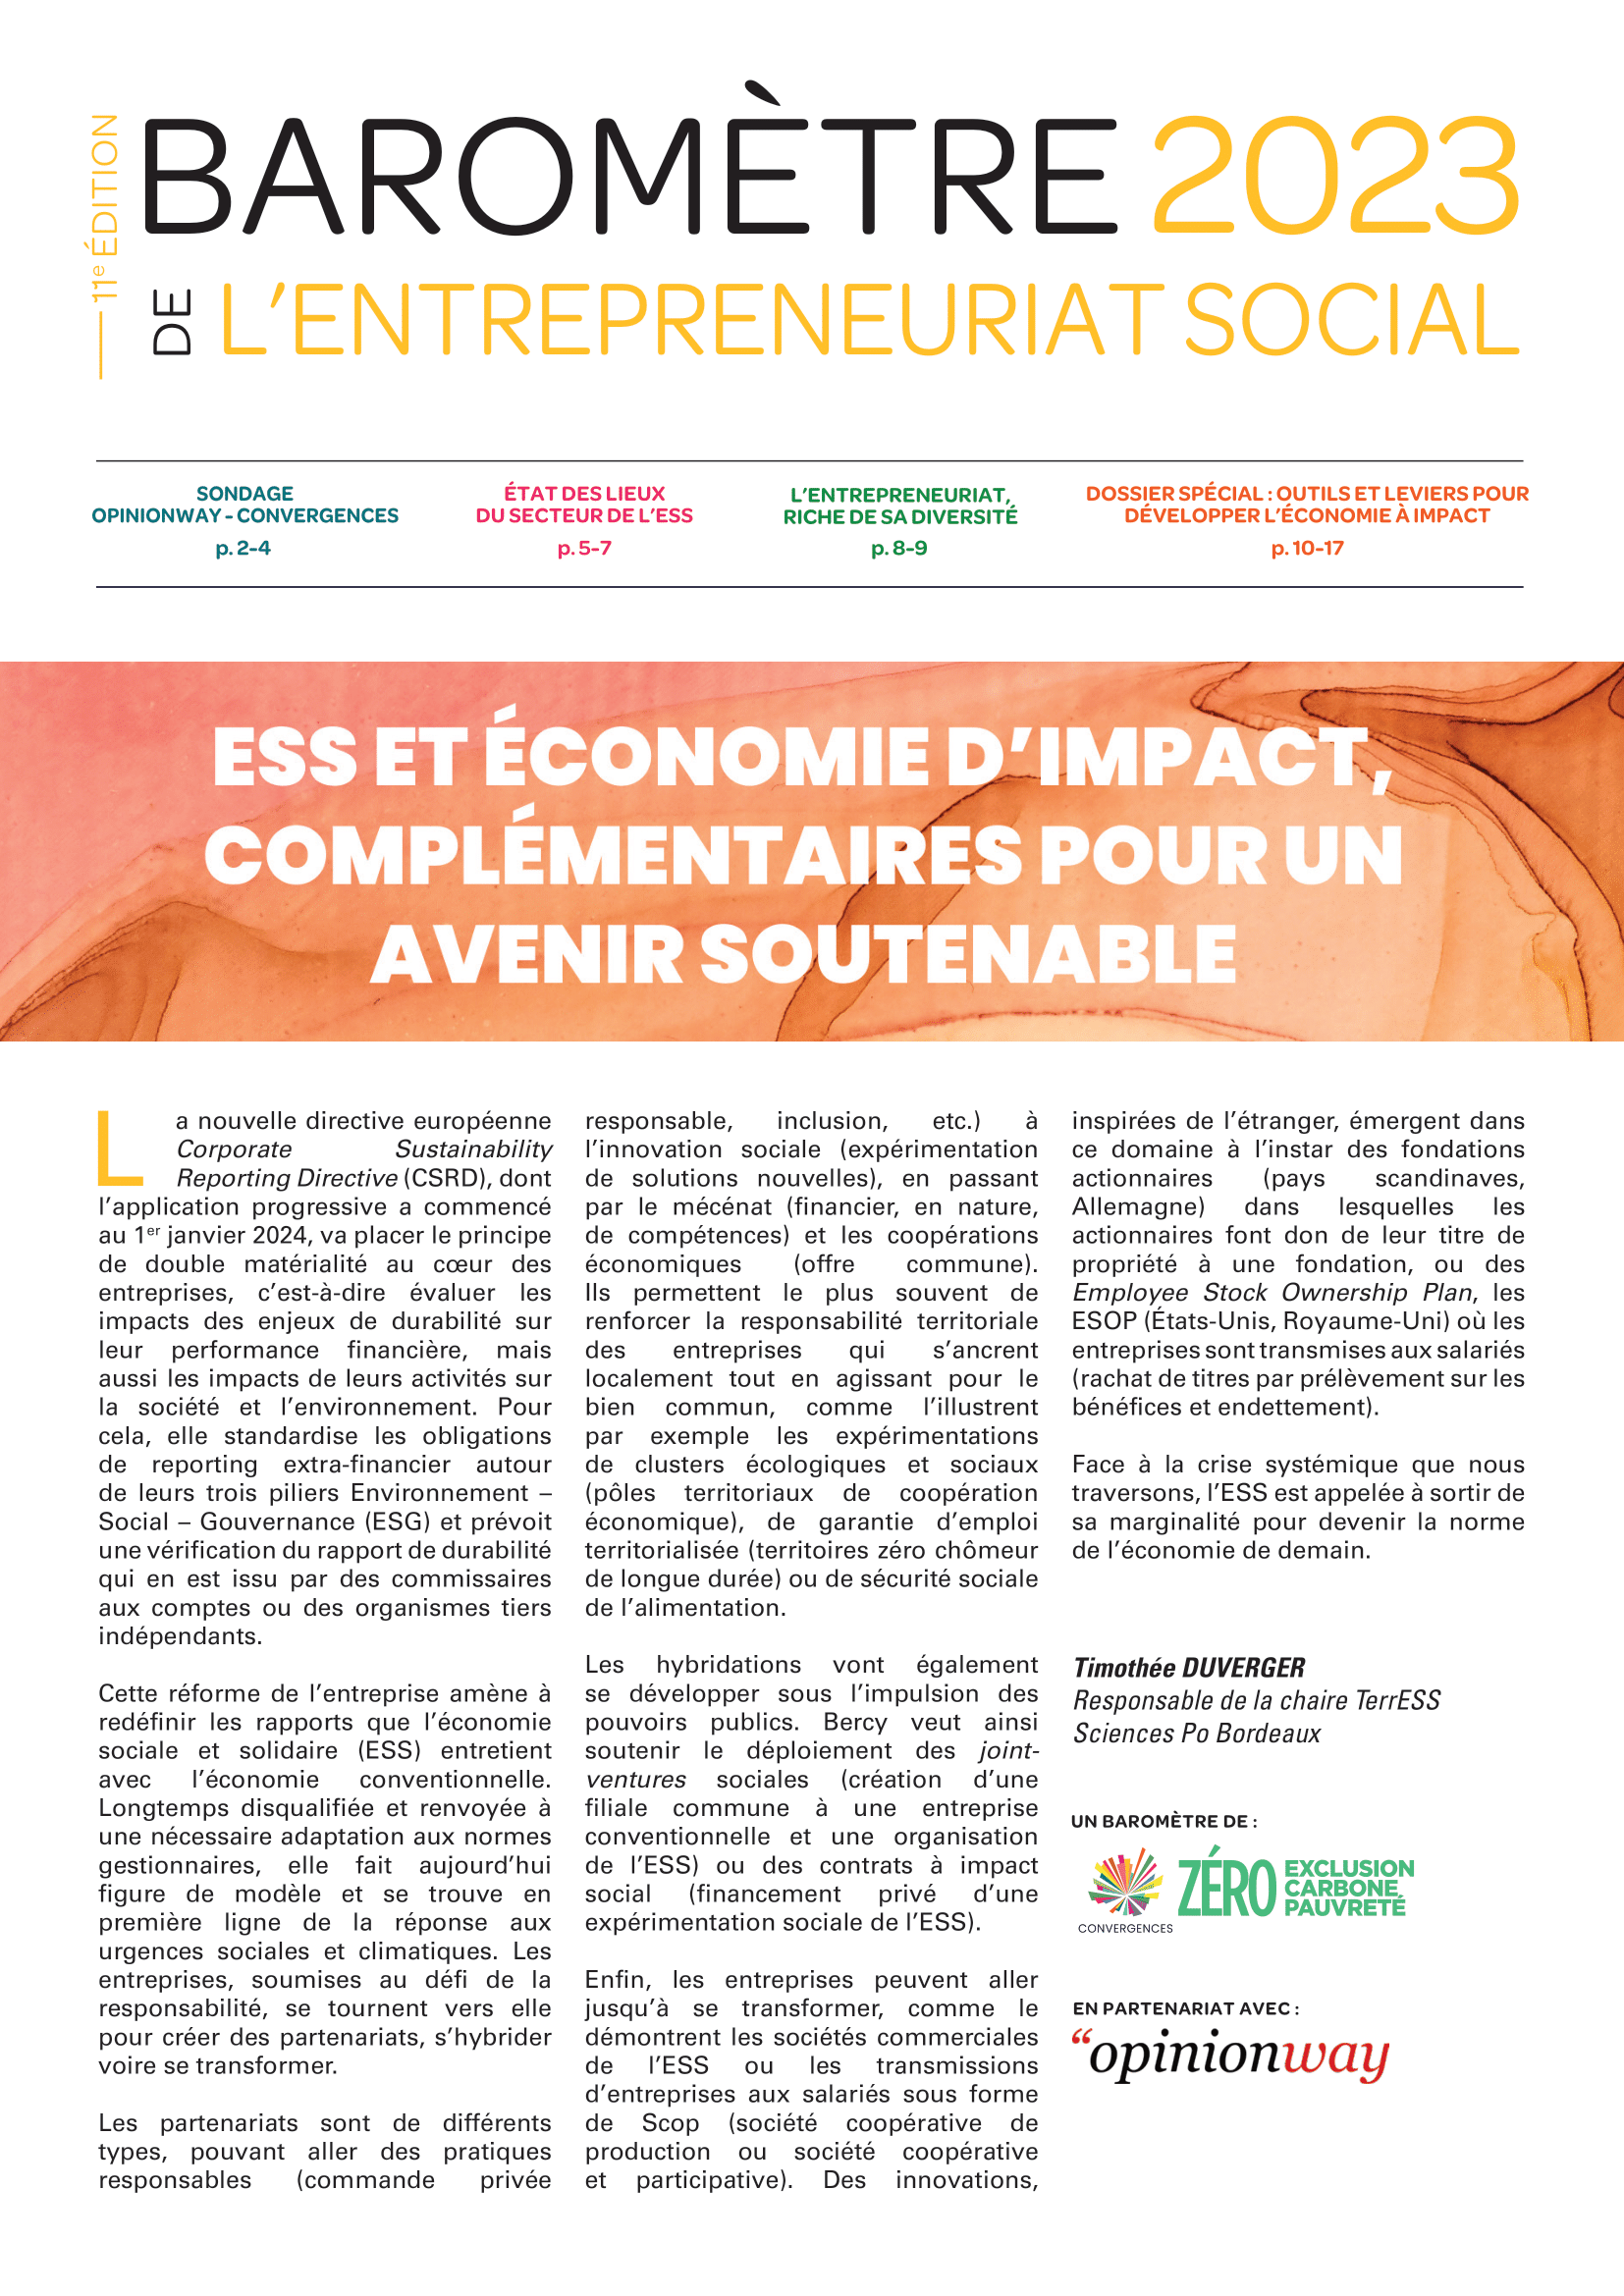 11e ÉDITION
BAROMÈTRE 2023
DE L’ENTREPRENEURIAT SOCIAL
SONDAGE
OPINIONWAY - CONVERGENCES
p. 2-4
ÉTAT DES LIEUX
DU SECTEUR DE L’ESS
p. 5-7
L’ENTREPRENEURIAT,
RICHE DE SA DIVERSITÉ
p. 8-9
DOSSIER SPÉCIAL : OUTILS ET LEVIERS POUR
DÉVELOPPER L’ÉCONOMIE À IMPACT
p. 10-17
ESS ET ÉCONOMIE D’IMPACT,
COMPLÉMENTAIRES POUR UN
AVENIR SOUTENABLE
La nouvelle directive européenne
Corporate Sustainability
Reporting Directive (CSRD), dont
l’application progressive a commencé
au 1er janvier 2024, va placer le principe
de double matérialité au cœur des
entreprises, c’est-à-dire évaluer les
impacts des enjeux de durabilité sur
leur performance financière, mais
aussi les impacts de leurs activités sur
la société et l’environnement. Pour
cela, elle standardise les obligations
de reporting extra-financier autour
de leurs trois piliers Environnement –
Social – Gouvernance (ESG) et prévoit
une vérification du rapport de durabilité
qui en est issu par des commissaires
aux comptes ou des organismes tiers
indépendants.
Cette réforme de l’entreprise amène à
redéfinir les rapports que l’économie
sociale et solidaire (ESS) entretient
avec l’économie conventionnelle.
Longtemps disqualifiée et renvoyée à
une nécessaire adaptation aux normes
gestionnaires, elle fait aujourd’hui
figure de modèle et se trouve en
première ligne de la réponse aux
urgences sociales et climatiques. Les
entreprises, soumises au défi de la
responsabilité, se tournent vers elle
pour créer des partenariats, s’hybrider
voire se transformer.
Les partenariats sont de différents
types, pouvant aller des pratiques
responsables (commande privée
responsable, inclusion, etc.) à
l’innovation sociale (expérimentation
de solutions nouvelles), en passant
par le mécénat (financier, en nature,
de compétences) et les coopérations
économiques (offre commune).
Ils permettent le plus souvent de
renforcer la responsabilité territoriale
des entreprises qui s’ancrent
localement tout en agissant pour le
bien commun, comme l’illustrent
par exemple les expérimentations
de clusters écologiques et sociaux
(pôles territoriaux de coopération
économique), de garantie d’emploi
territorialisée (territoires zéro chômeur
de longue durée) ou de sécurité sociale
de l’alimentation.
Les hybridations vont également
se développer sous l’impulsion des
pouvoirs publics. Bercy veut ainsi
soutenir le déploiement des joint-
ventures sociales (création d’une
filiale commune à une entreprise
conventionnelle et une organisation
de l’ESS) ou des contrats à impact
social (financement privé d’une
expérimentation sociale de l’ESS).
Enfin, les entreprises peuvent aller
jusqu’à se transformer, comme le
démontrent les sociétés commerciales
de l’ESS ou les transmissions
d’entreprises aux salariés sous forme
de Scop (société coopérative de
production ou société coopérative
et participative). Des innovations,
inspirées de l’étranger, émergent dans
ce domaine à l’instar des fondations
actionnaires (pays scandinaves,
Allemagne) dans lesquelles les
actionnaires font don de leur titre de
propriété à une fondation, ou des
Employee Stock Ownership Plan, les
ESOP (États-Unis, Royaume-Uni) où les
entreprises sont transmises aux salariés
(rachat de titres par prélèvement sur les
bénéfices et endettement).
Face à la crise systémique que nous
traversons, l’ESS est appelée à sortir de
sa marginalité pour devenir la norme
de l’économie de demain.
Timothée DUVERGER
Responsable de la chaire TerrESS
Sciences Po Bordeaux
UN BAROMÈTRE DE :
CONVERGENCES
ZÉRO
EXCLUSION
CARBONE,
PAUVRETÉ
EN PARTENARIAT AVEC :
“opinionway